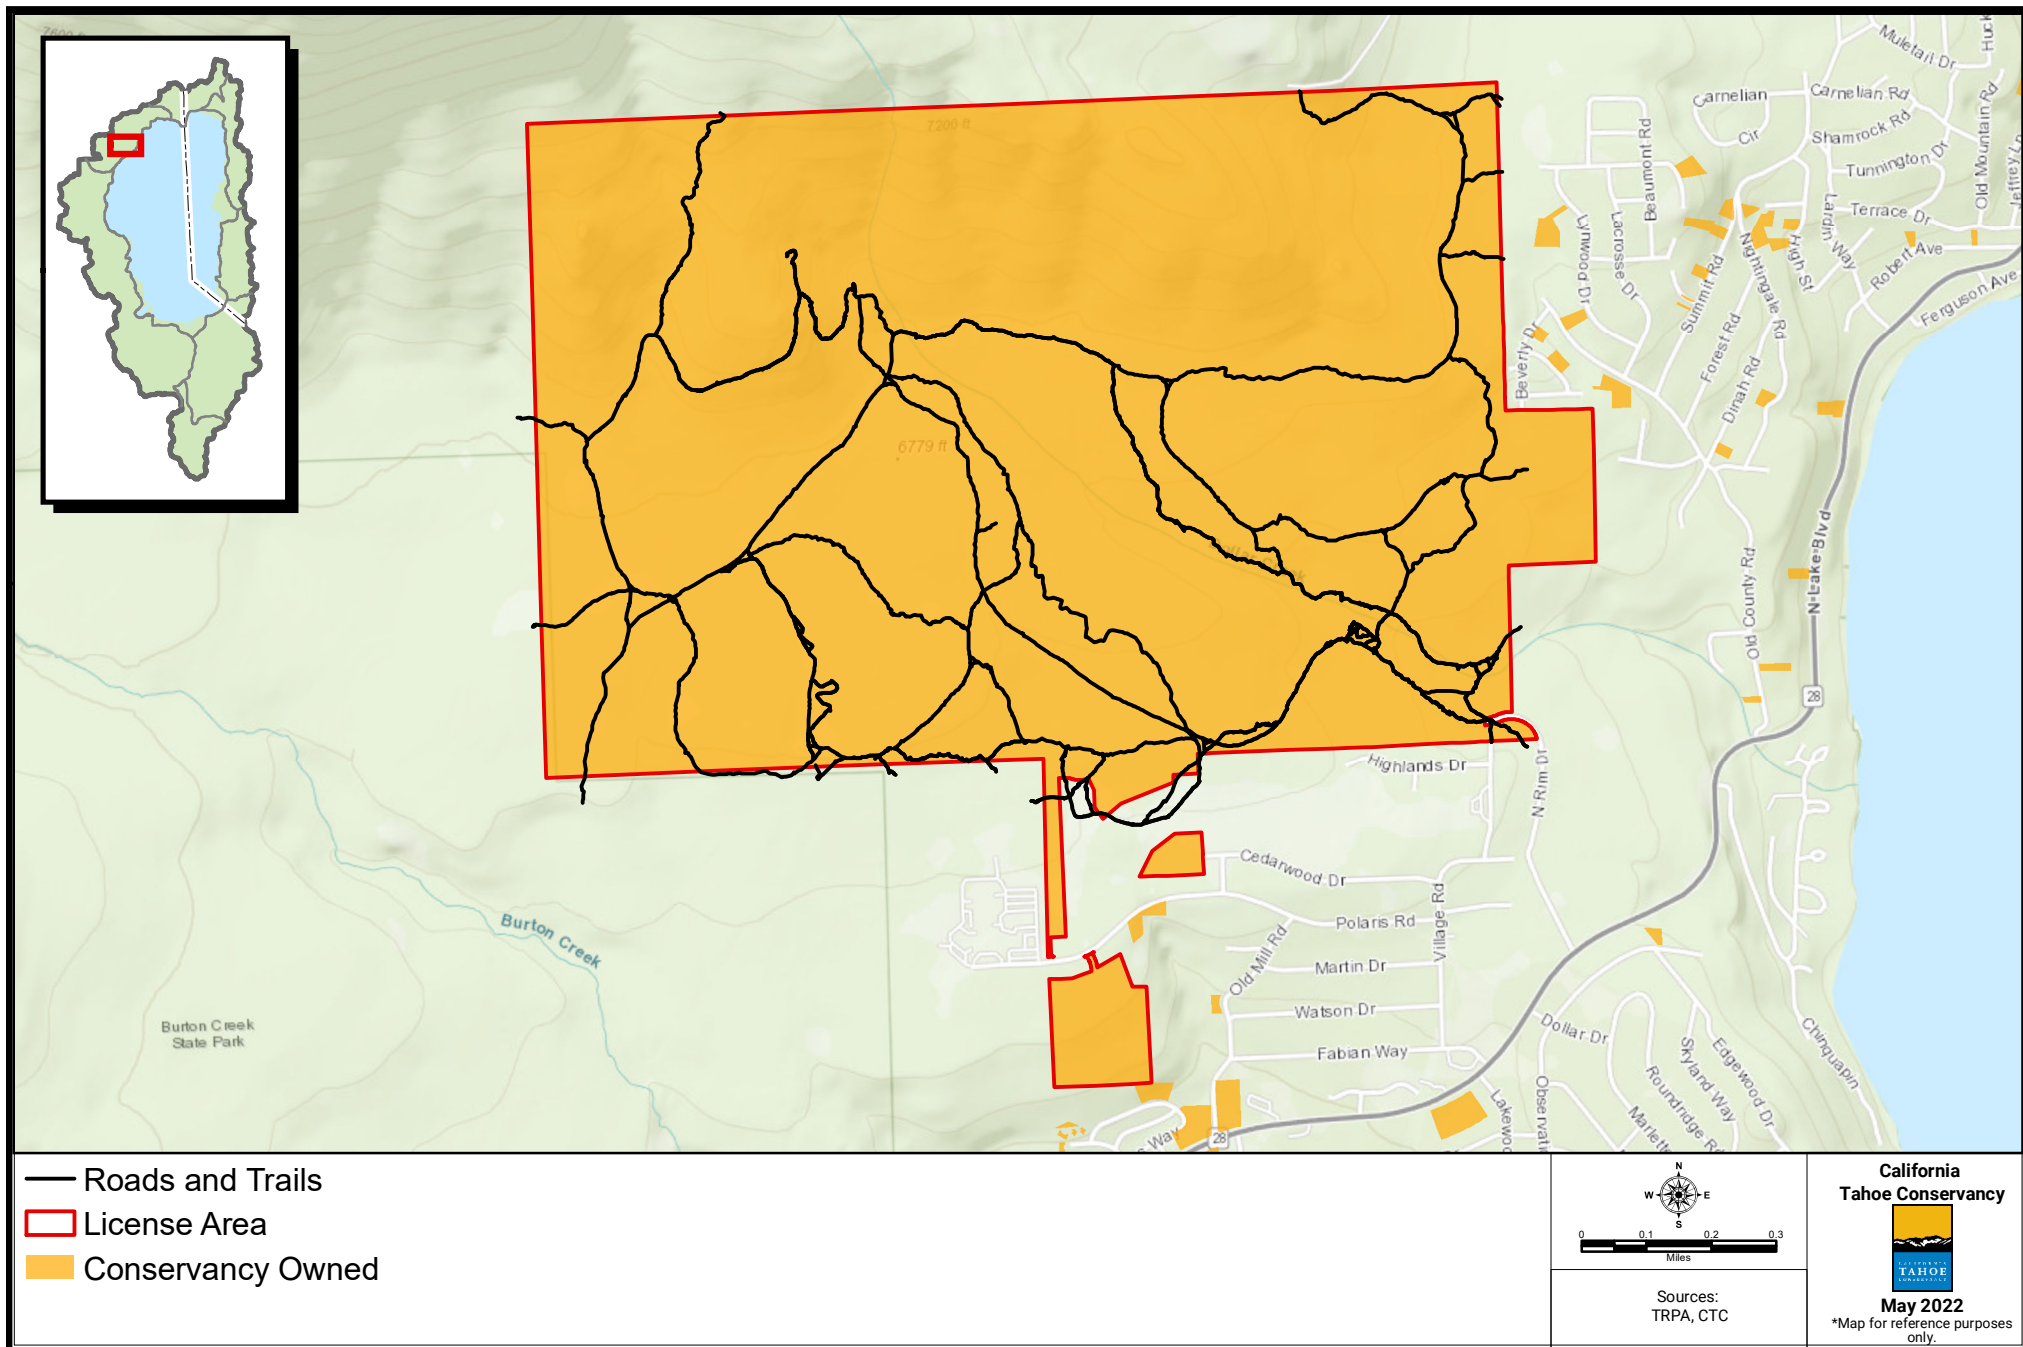 7600 ft
7200 ft
6779 ft
Muletail Dr
Carnelian
Cir
Carnelian Rd
Shamrock Rd
Tunnington Dr
Old Mountain Rd
Terrace Dr
Robert Ave
Ferguson Ave
Beaumont Rd
Lynwood Dr
Lacrosse Dr
Lardin Way
High St
Nightingale Rd
Summit Rd
Forest Rd
Dinah Rd
Beverly Dr
Old County Rd
N Lake Blvd
28
Highlands Dr
N Rim Dr
Cedarwood Dr
Polaris Rd
Village Rd
Old Mill Rd
Martin Dr
Watson Dr
Fabian Way
Dollar Dr
Edgewood Dr
Skyland Way
Roundridge Rd
Chinquapin
28
Burton Creek
Burton Creek
State Park
Roads and Trails
License Area
Conservancy Owned
N
W E
S
0 0.1 0.2 0.3
Miles
Sources:
TRPA, CTC
California
Tahoe Conservancy
TAHOE
May 2022
*Map for reference purposes
only.